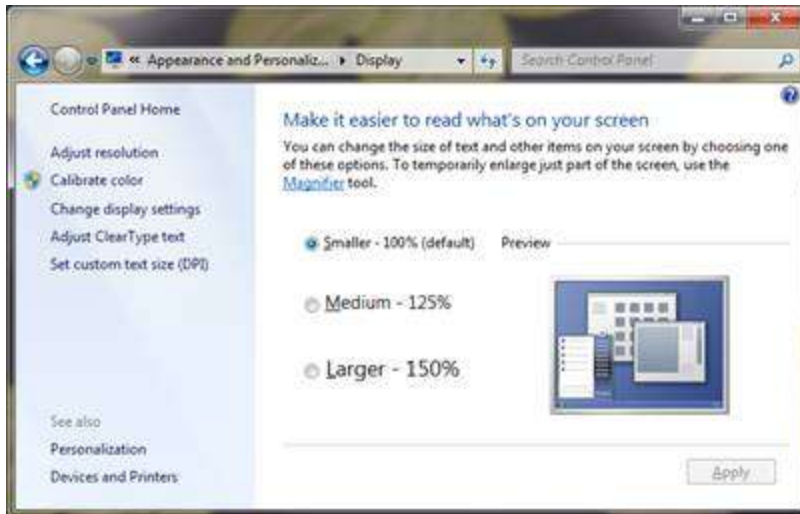 « Appearance and Personaliz... ▸ Display
Search Control Panel
Control Panel Home
Adjust resolution
Calibrate color
Change display settings
Adjust ClearType text
Set custom text size (DPI)
See also
Personalization
Devices and Printers
Make it easier to read what's on your screen
You can change the size of text and other items on your screen by choosing one
of these options. To temporarily enlarge just part of the screen, use the
Magnifier tool.
Smaller - 100% (default)
Preview
Medium - 125%
Larger - 150%
Apply